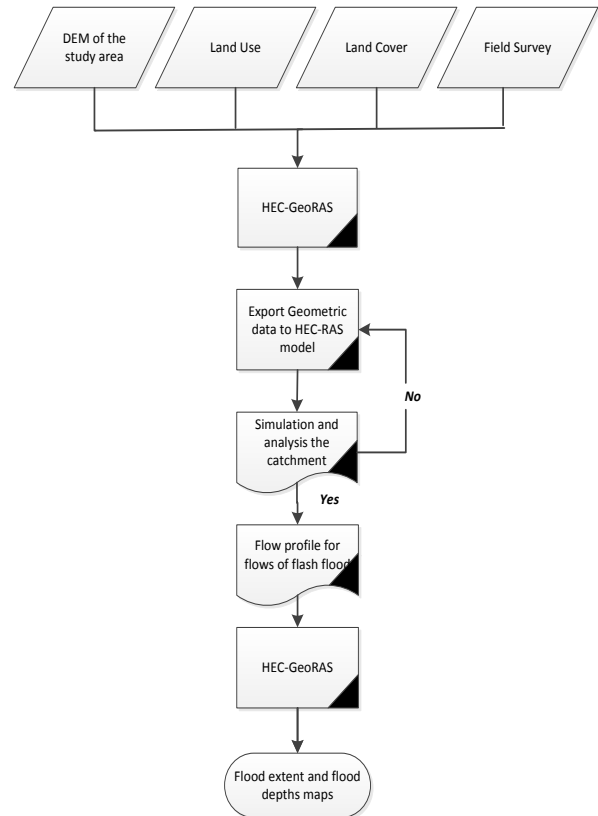 DEM of the
study area
Land Use
Land Cover
Field Survey
HEC-GeoRAS
Export Geometric
data to HEC-RAS
model
No
Simulation and
analysis the
catchment
Yes
Flow profile for
flows of flash flood
HEC-GeoRAS
Flood extent and flood
depths maps